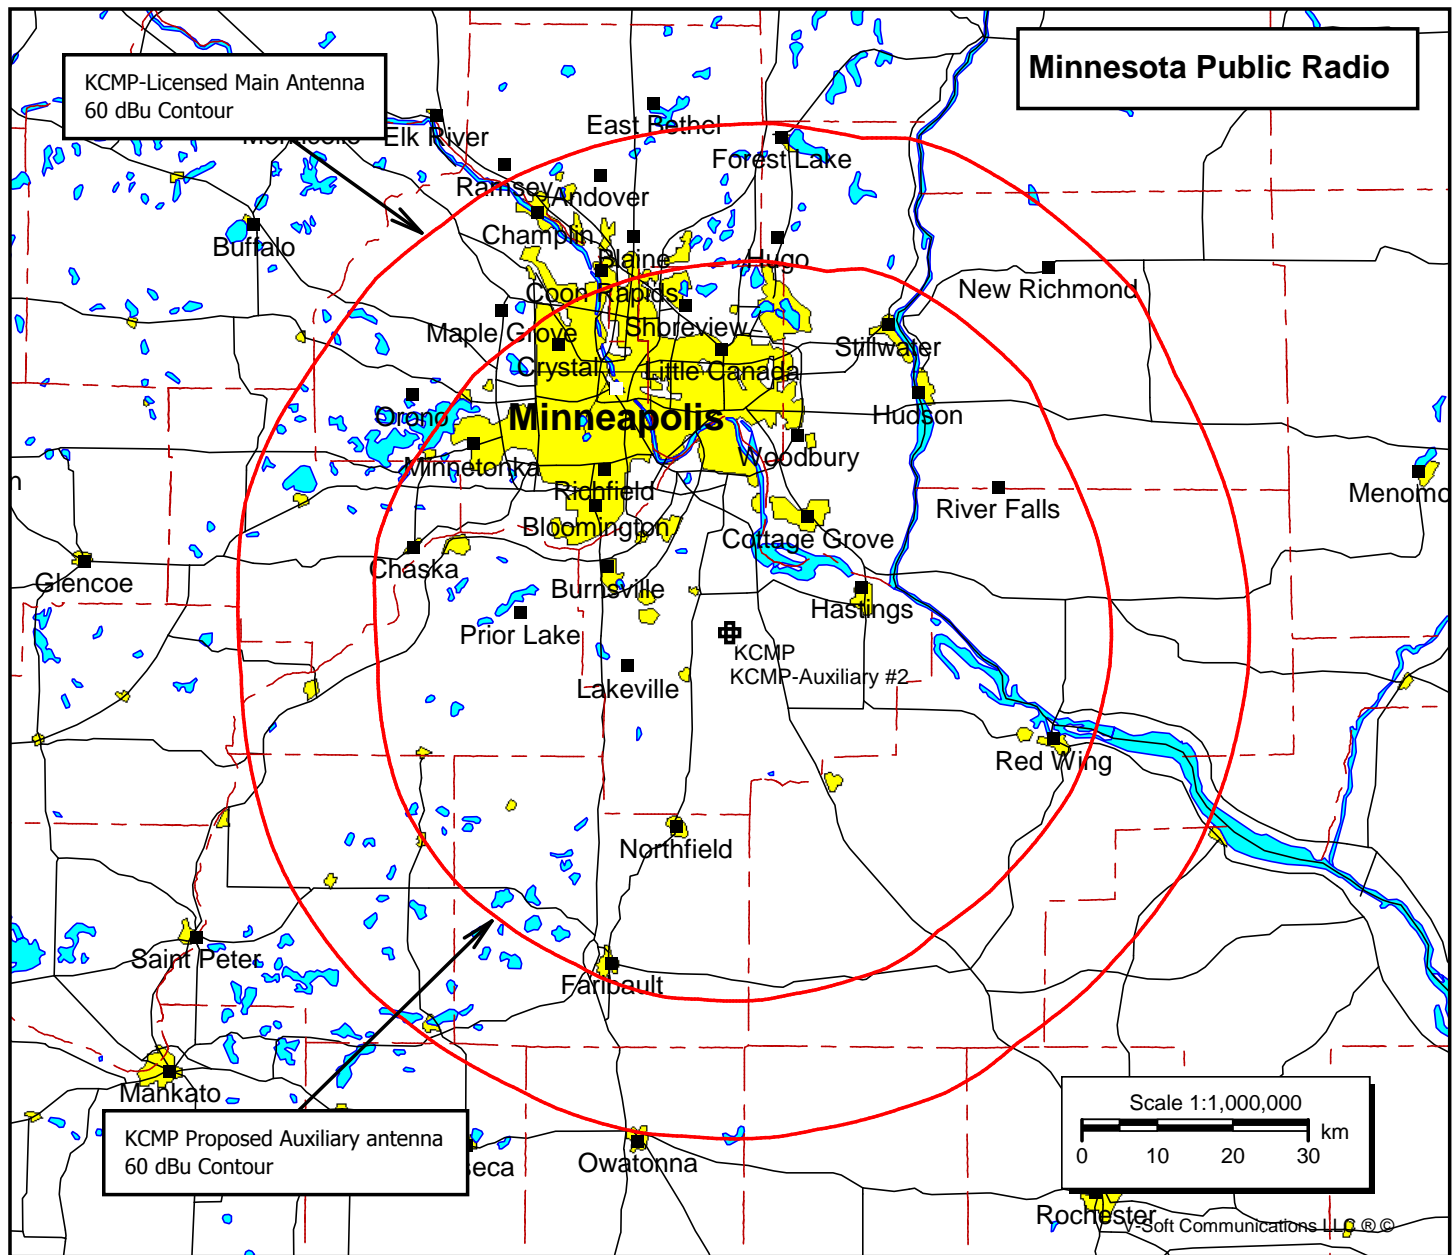 Minnesota Public Radio
KCMP-Licensed Main Antenna
60 dBu Contour
East Bethel
Elk River
Forest Lake
Ramsey
Andover
Champlin
Buffalo
Blaine
Hugo
Coon Rapids
New Richmond
Maple Grove
Shoreview
Stillwater
Crystal
Little Canada
Orono
Minneapolis
Hudson
Minnetonka
Woodbury
Richfield
Menomo
River Falls
Bloomington
Cottage Grove
Chaska
Glencoe
Burnsville
Hastings
Prior Lake
KCMP
KCMP-Auxiliary #2
Lakeville
Red Wing
Northfield
Saint Peter
Faribault
Mankato
KCMP Proposed Auxiliary antenna
60 dBu Contour
seca
Owatonna
Scale 1:1,000,000
km
0 10 20 30
Rochester
V-Soft Communications LLC ® ©